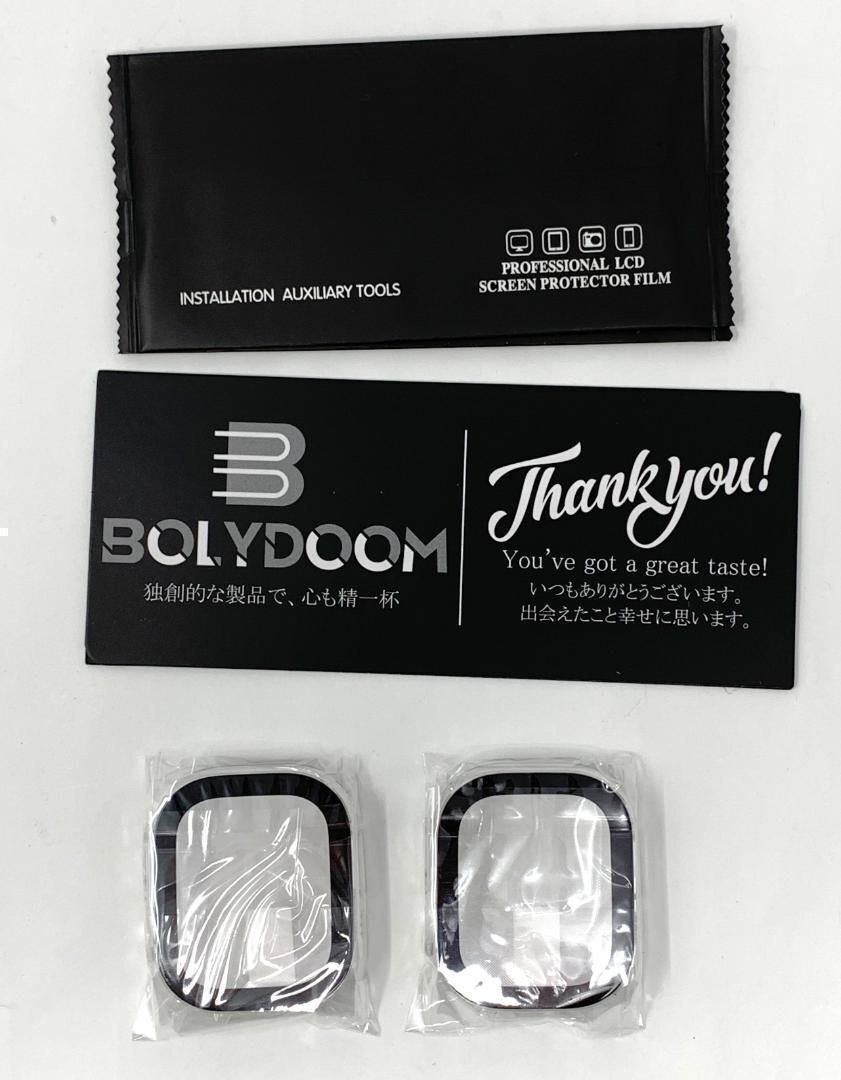 INSTALLATION AUXILIARY TOOLS
PROFESSIONAL LCD
SCREEN PROTECTOR FILM
BOLYDOOM
独創的な製品で、心も精一杯
Thank you!
You've got a great taste!
いつもありがとうございます。
出会えたこと幸せに思います。